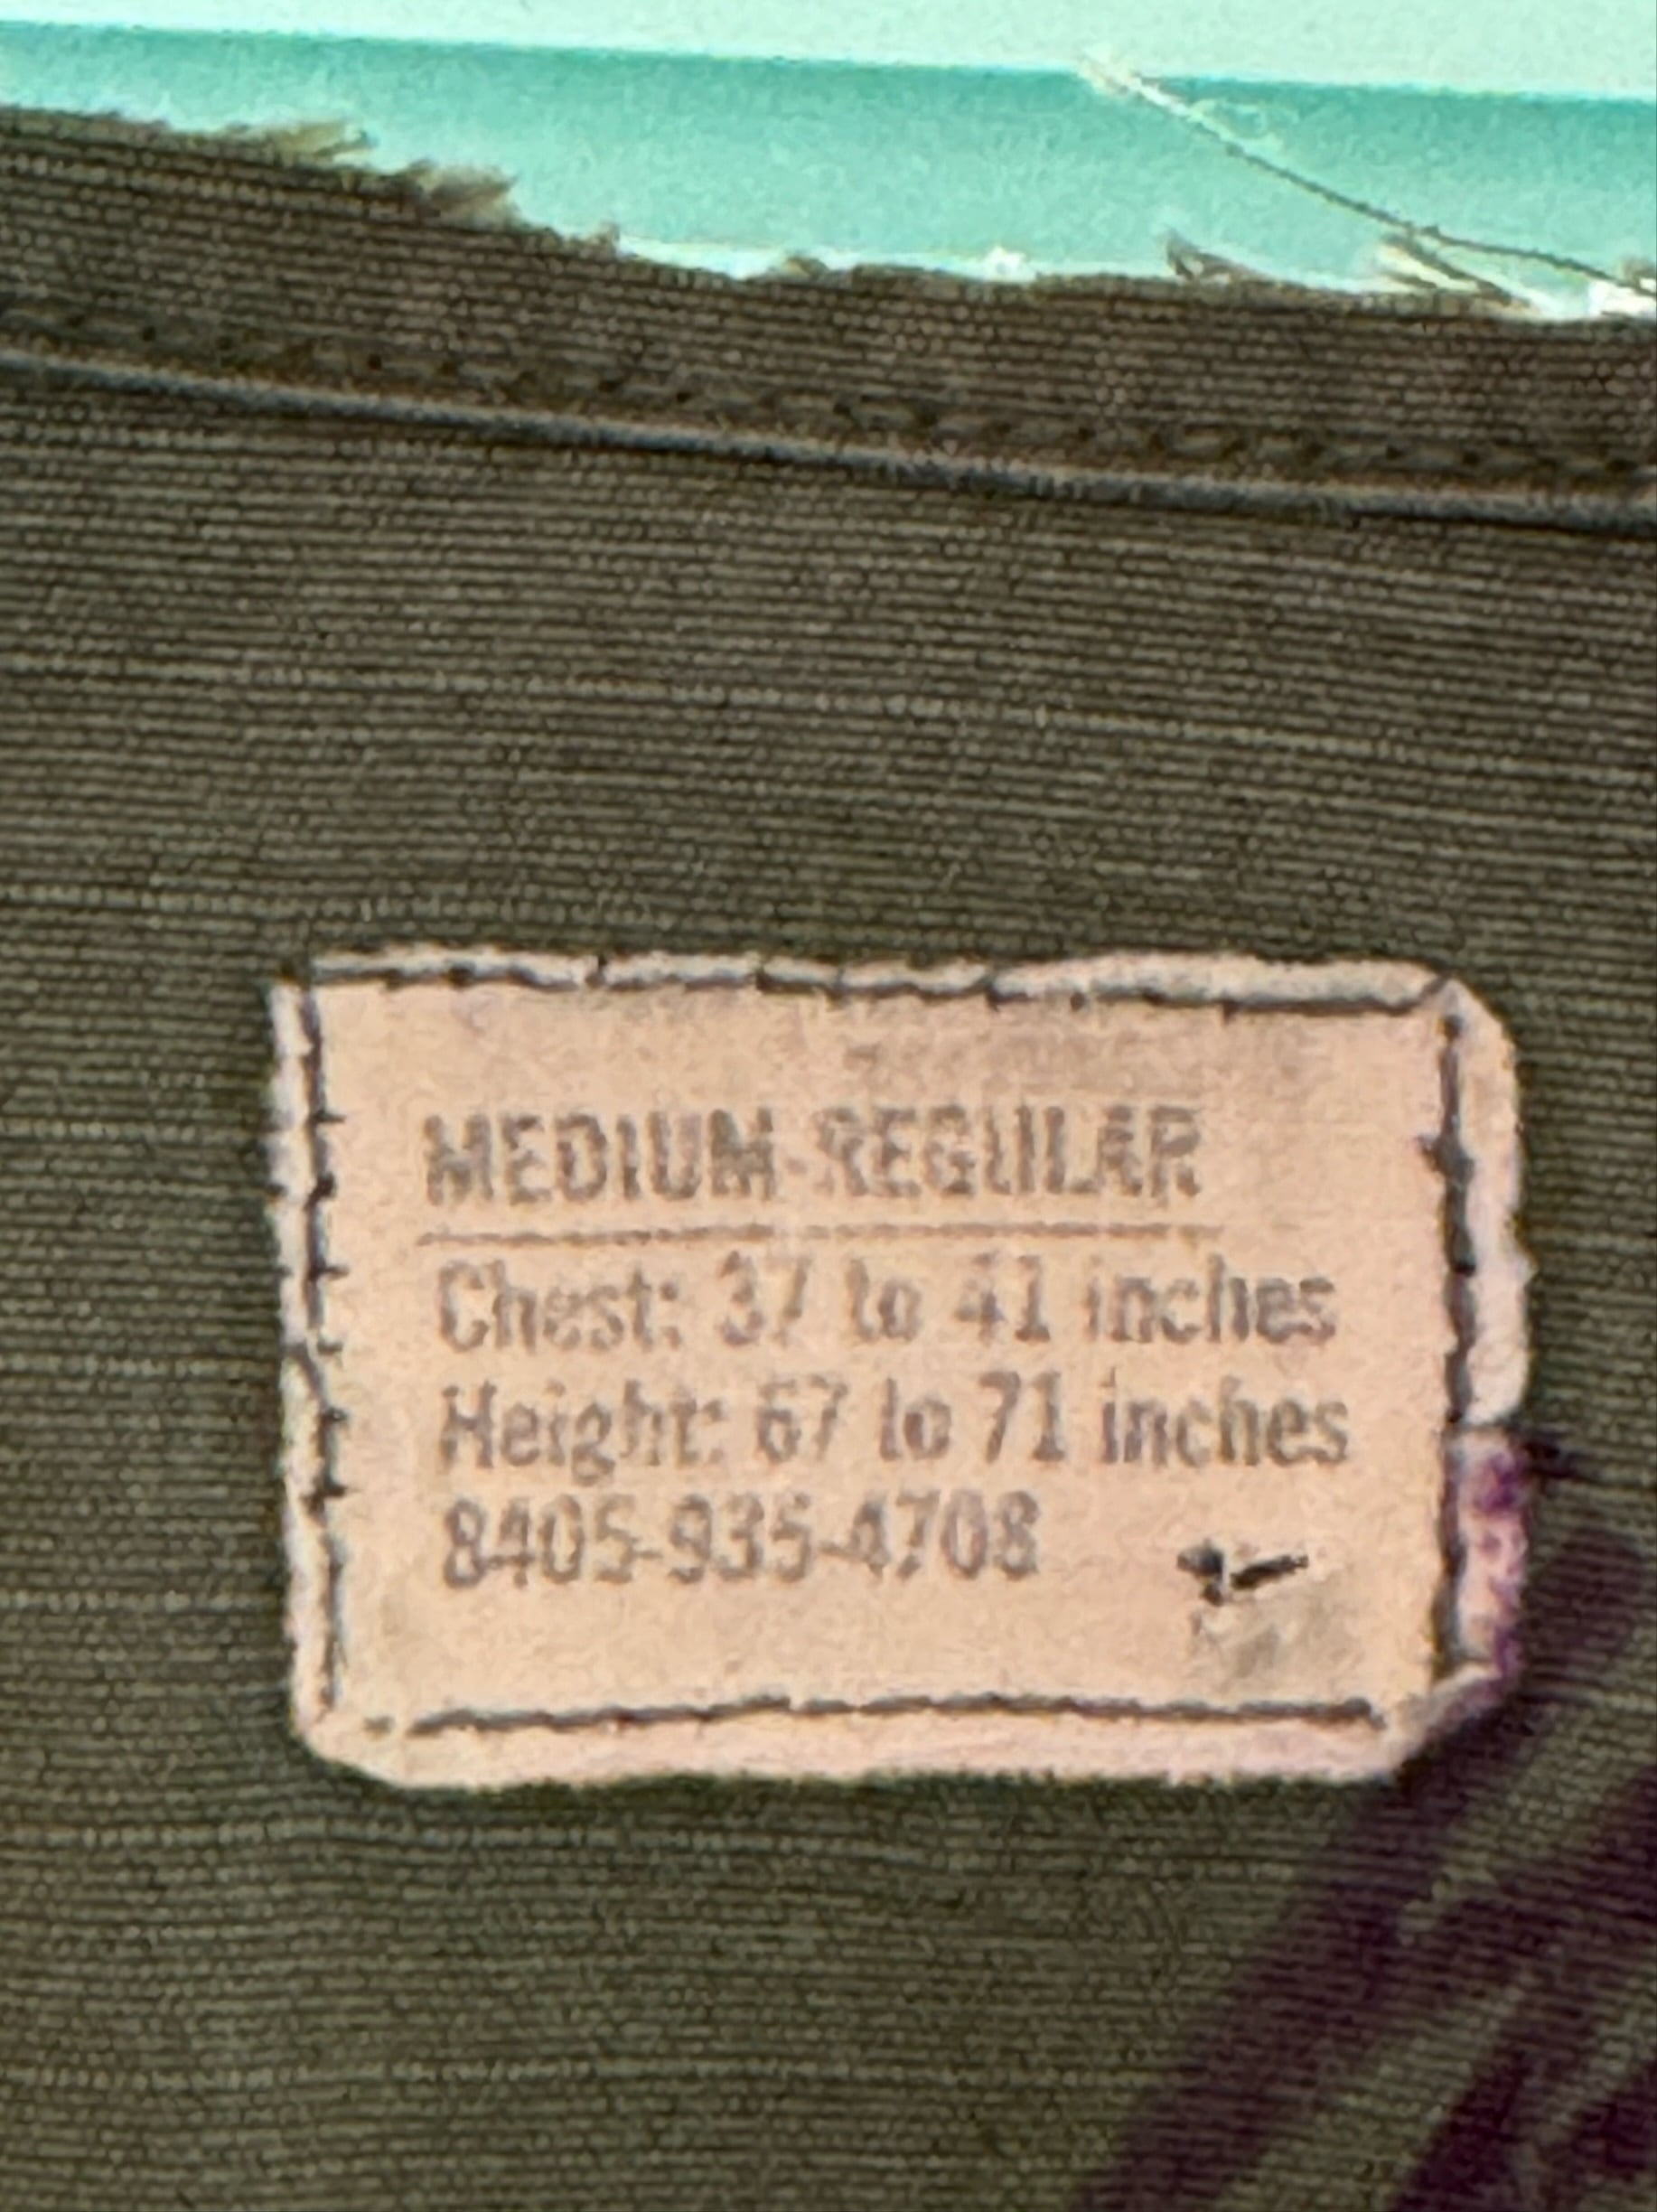 MEDIUM-REGULAR
Chest: 37 to 41 inches
Height: 67 to 71 inches
8405-935-4708